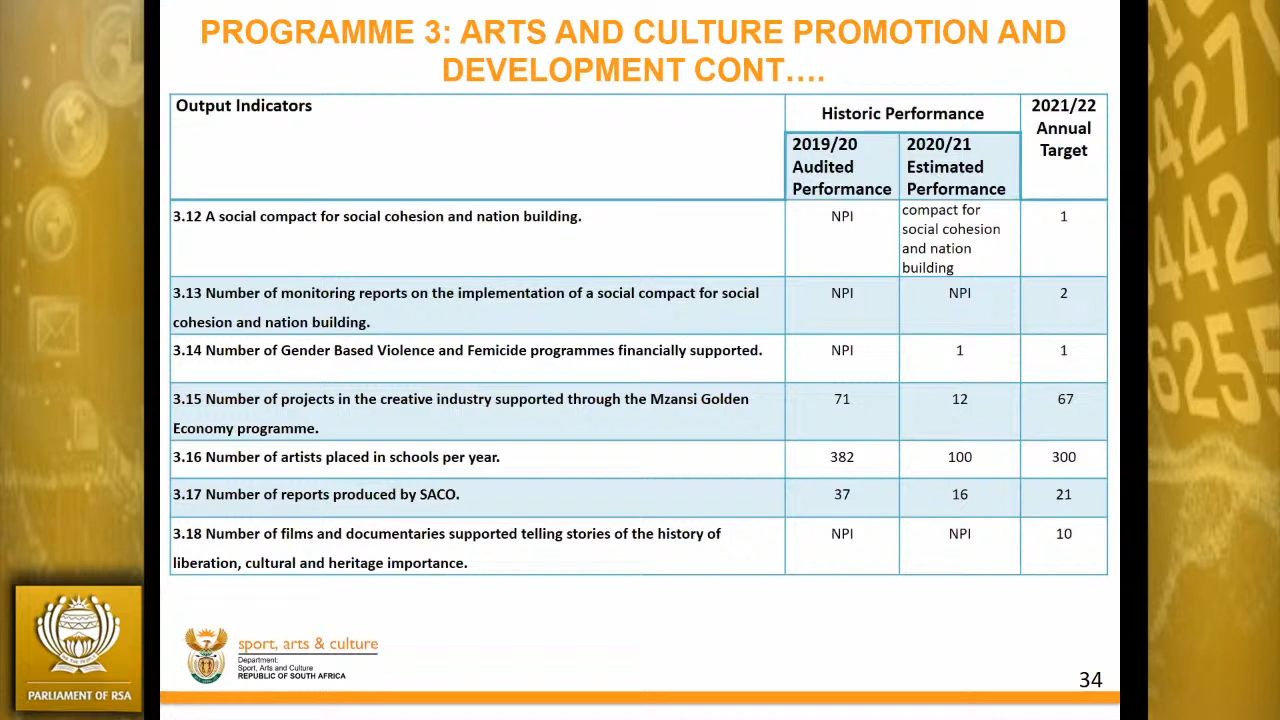 PROGRAMME 3: ARTS AND CULTURE PROMOTION AND
DEVELOPMENT CONT….
Output Indicators
Historic Performance
2021/22
Annual
Target
2019/20
Audited
Performance
2020/21
Estimated
Performance
3.12 A social compact for social cohesion and nation building.
NPI
compact for
social cohesion
and nation
building
1
3.13 Number of monitoring reports on the implementation of a social compact for social
cohesion and nation building.
NPI
NPI
2
3.14 Number of Gender Based Violence and Femicide programmes financially supported.
NPI
1
1
3.15 Number of projects in the creative industry supported through the Mzansi Golden
Economy programme.
71
12
67
3.16 Number of artists placed in schools per year.
382
100
300
3.17 Number of reports produced by SACO.
37
16
21
3.18 Number of films and documentaries supported telling stories of the history of
liberation, cultural and heritage importance.
NPI
NPI
10
sport, arts & culture
Department:
Sport, Arts and Culture
REPUBLIC OF SOUTH AFRICA
34
PARLIAMENT OF RSA